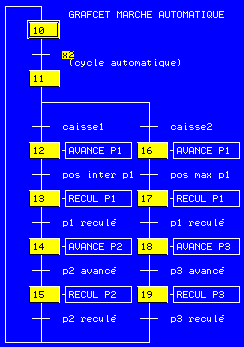 GRAFCET MARCHE AUTOMATIQUE
10
x2
(cycle automatique)
11
caisse1 caisse2
12 AVANCE P1 16 AVANCE P1
pos inter p1 pos max p1
13 RECUL P1 17 RECUL P1
p1 reculé p1 reculé
14 AVANCE P2 18 AVANCE P3
p2 avancé p3 avancé
15 RECUL P2 19 RECUL P3
p2 reculé p3 reculé